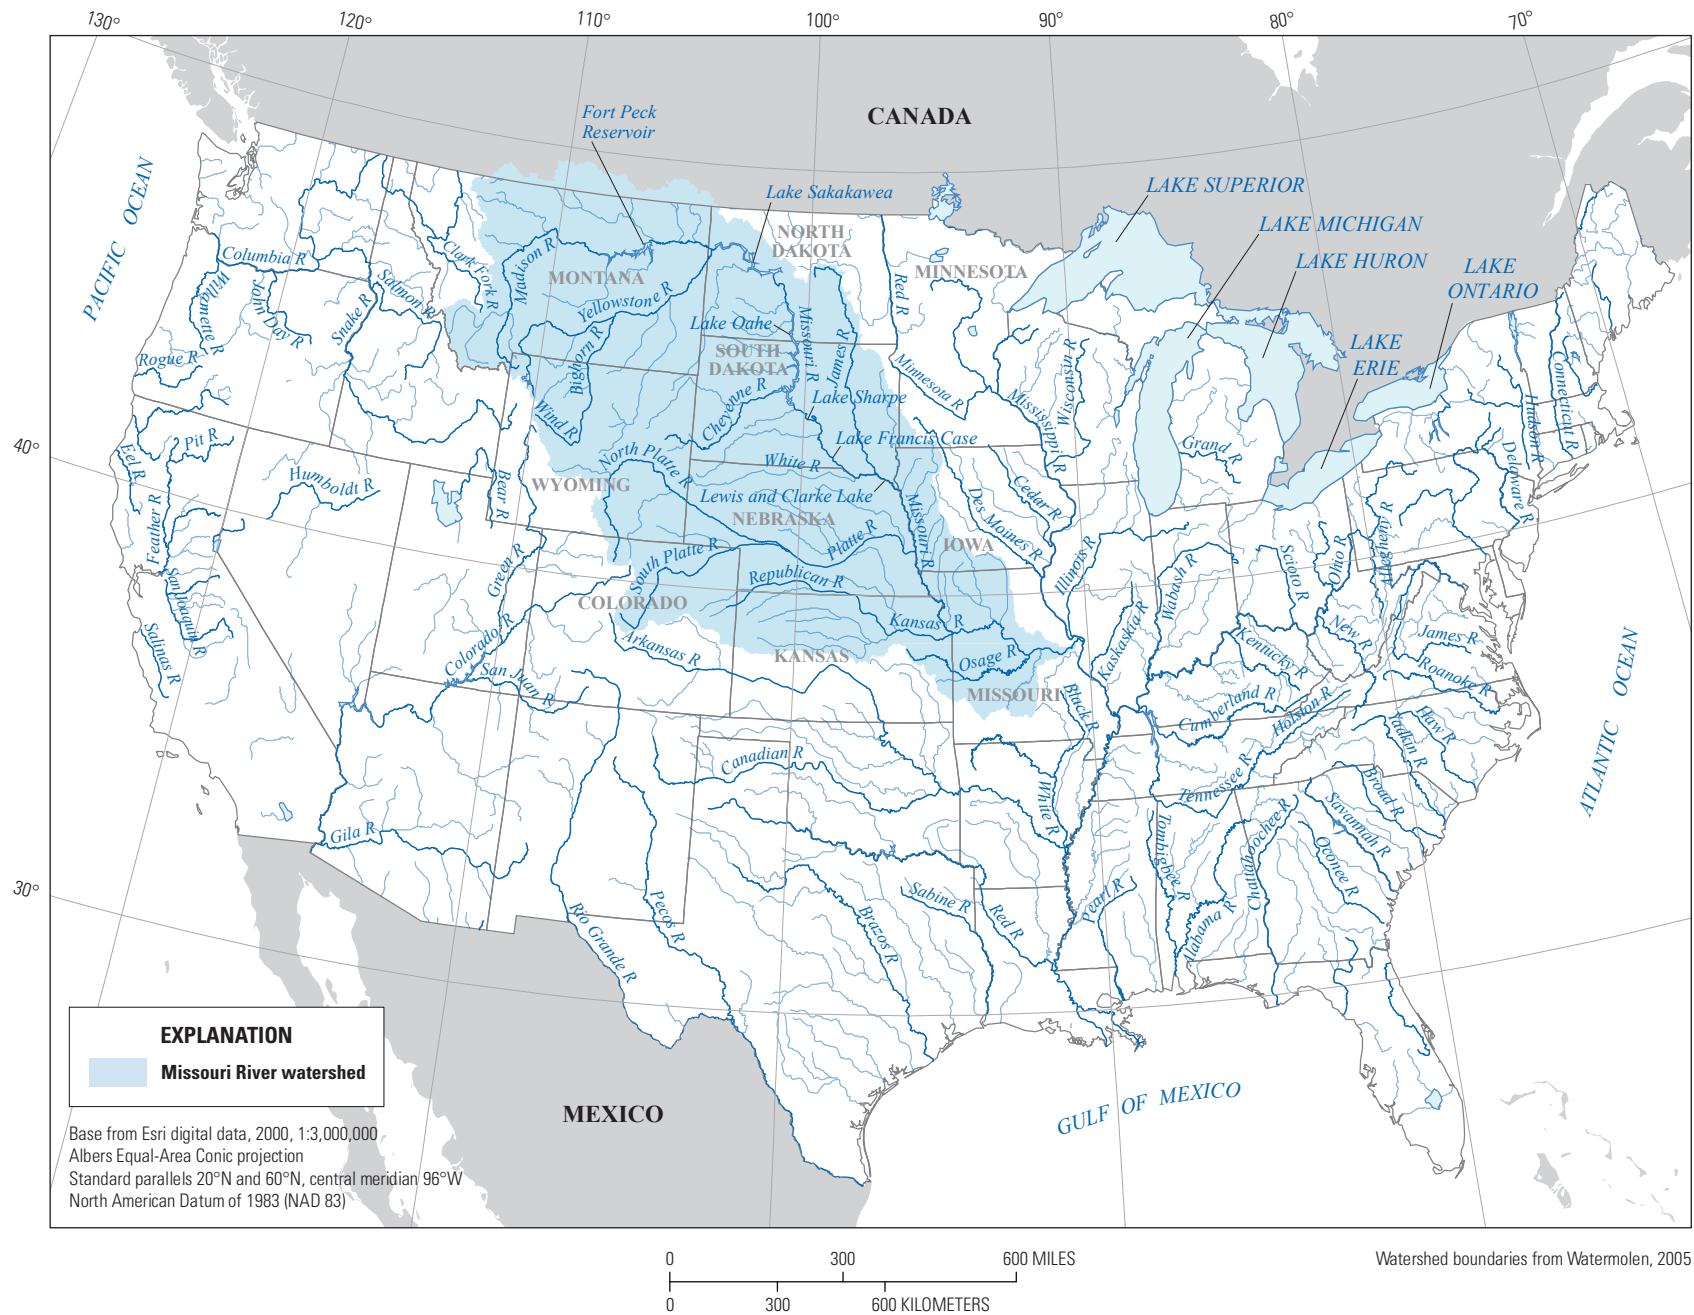 130°
120°
110°
100°
90°
80°
70°
40°
30°
CANADA
MEXICO
PACIFIC OCEAN
ATLANTIC OCEAN
GULF OF MEXICO
Fort Peck
Reservoir
Lake Sakakawea
LAKE SUPERIOR
LAKE MICHIGAN
LAKE HURON
LAKE
ONTARIO
LAKE
ERIE
NORTH
DAKOTA
MINNESOTA
MONTANA
SOUTH
DAKOTA
WYOMING
NEBRASKA
IOWA
COLORADO
KANSAS
MISSOURI
Columbia R
Willamette R
John Day R
Snake R
Salmon R
Clark Fork R
Madison R
Yellowstone R
Bighorn R
Wind R
Rogue R
Pit R
Eel R
Feather R
Humboldt R
Bear R
San Joaquin R
Salinas R
Green R
Colorado R
San Juan R
Gila R
Lake Oahe
Missouri R
James R
Red R
Minnesota R
Mississippi R
Wisconsin R
Cheyenne R
Lake Sharpe
Lake Francis Case
White R
North Platte R
Lewis and Clarke Lake
Missouri R
Platte R
South Platte R
Republican R
Kansas R
Osage R
Arkansas R
Des Moines R
Cedar R
Illinois R
Kaskaskia R
Wabash R
Grand R
Scioto R
Ohio R
Allegheny R
Hudson R
Connecticut R
Delaware R
New R
Kentucky R
James R
Roanoke R
Cumberland R
Holston R
Tennessee R
Haw R
Yadkin R
Broad R
Savannah R
Oconee R
Chatahoochee R
Alabama R
Tombigbee R
Pearl R
Black R
White R
Canadian R
Red R
Sabine R
Brazos R
Pecos R
Rio Grande R
EXPLANATION
Missouri River watershed
Base from Esri digital data, 2000, 1:3,000,000
Albers Equal-Area Conic projection
Standard parallels 20°N and 60°N, central meridian 96°W
North American Datum of 1983 (NAD 83)
0 300 600 MILES
0 300 600 KILOMETERS
Watershed boundaries from Watermolen, 2005